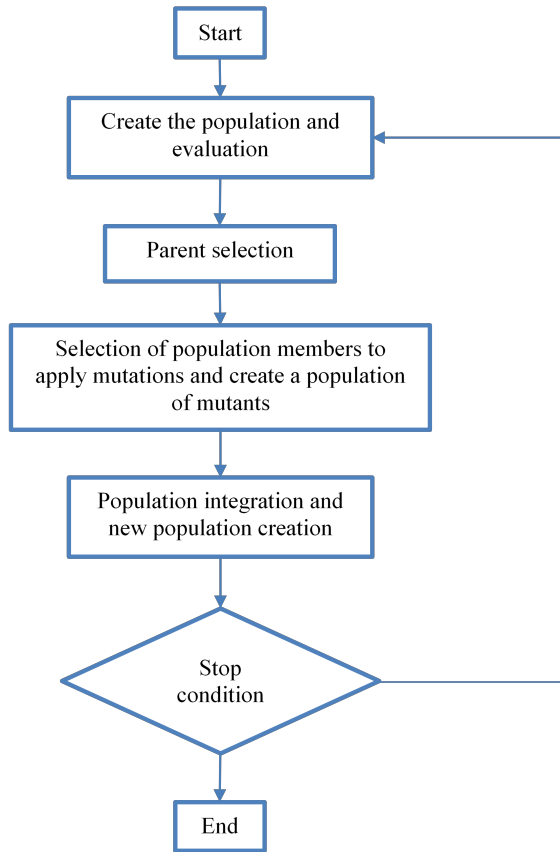 Start
Create the population and
evaluation
Parent selection
Selection of population members to
apply mutations and create a population
of mutants
Population integration and
new population creation
Stop
condition
End